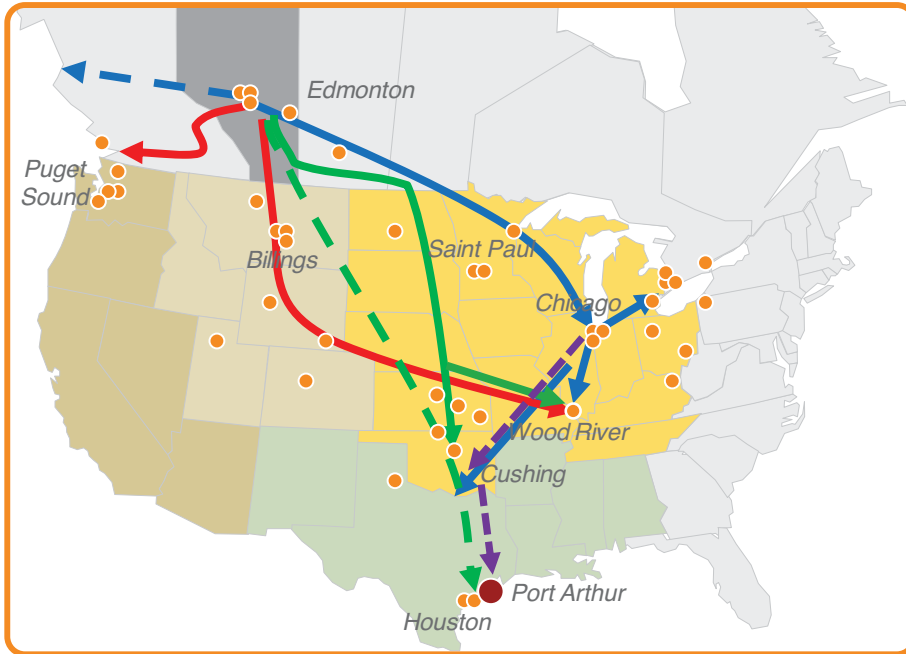 Edmonton
Puget
Sound
Saint Paul
Billings
Chicago
Wood River
Cushing
Port Arthur
Houston